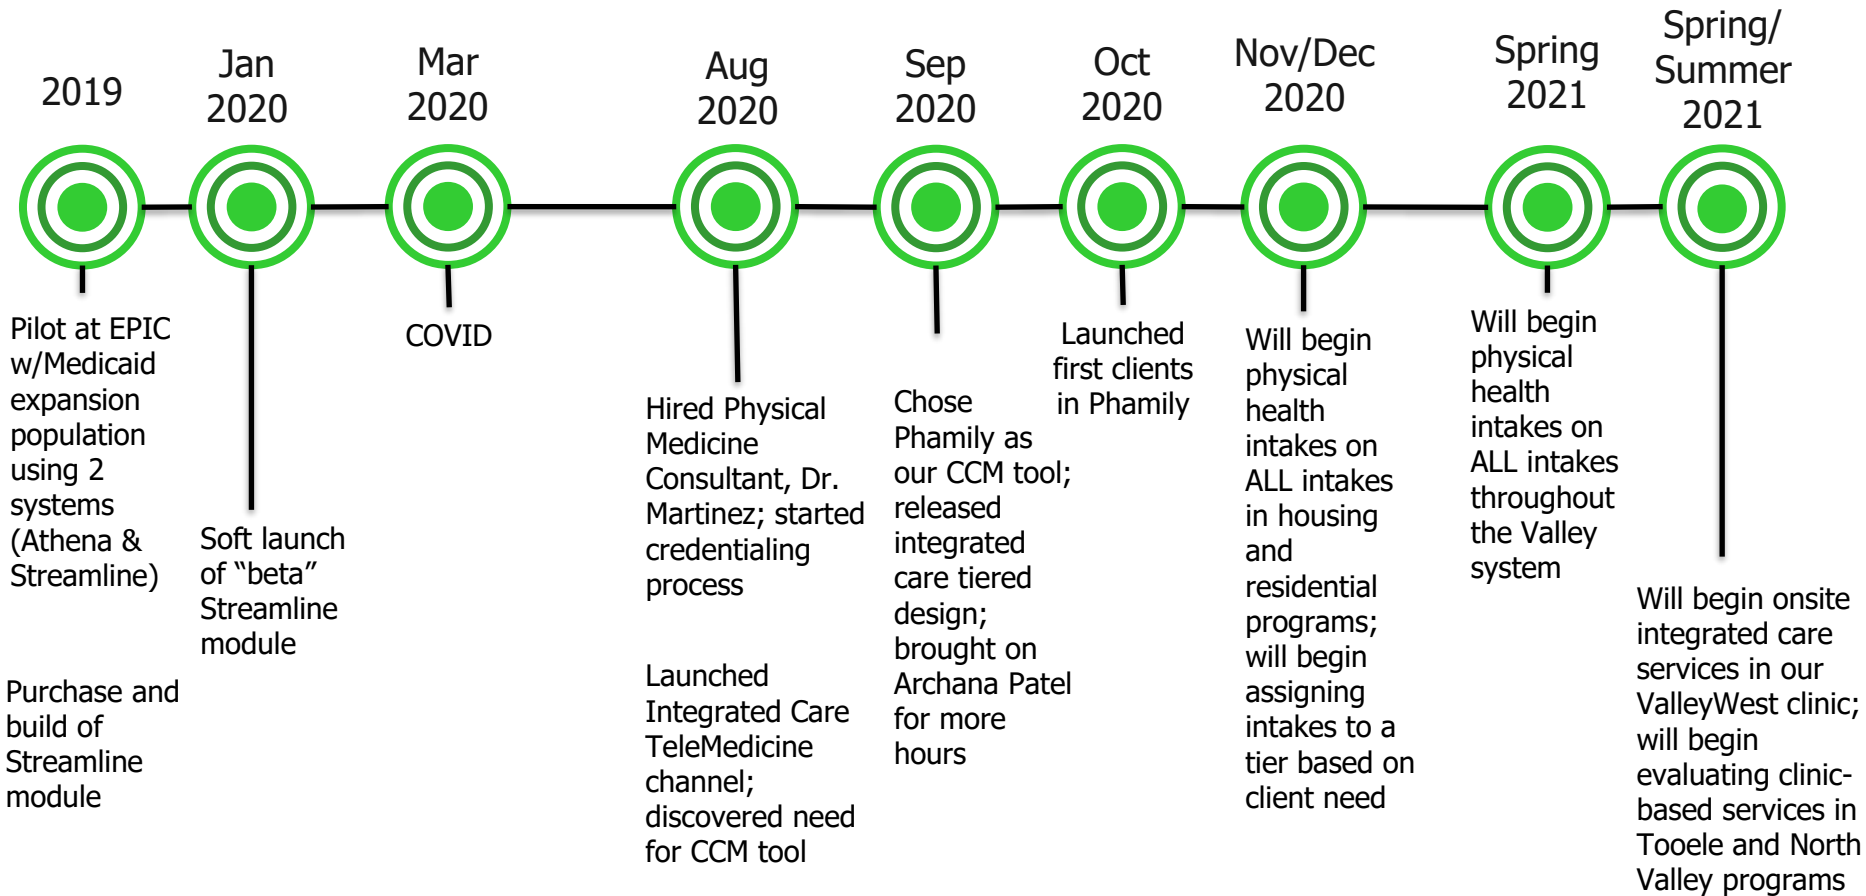 2019
Jan
2020
Mar
2020
Aug
2020
Sep
2020
Oct
2020
Nov/Dec
2020
Spring
2021
Spring/
Summer
2021
Pilot at EPIC
w/Medicaid
expansion
population
using 2
systems
(Athena &
Streamline)
Purchase and
build of
Streamline
module
Soft launch
of “beta”
Streamline
module
COVID
Hired Physical
Medicine
Consultant, Dr.
Martinez; started
credentialing
process
Launched
Integrated Care
TeleMedicine
channel;
discovered need
for CCM tool
Chose
Phamily as
our CCM tool;
released
integrated
care tiered
design;
brought on
Archana Patel
for more
hours
Launched
first clients
in Phamily
Will begin
physical
health
intakes on
ALL intakes
in housing
and
residential
programs;
will begin
assigning
intakes to a
tier based on
client need
Will begin
physical
health
intakes on
ALL intakes
throughout
the Valley
system
Will begin onsite
integrated care
services in our
ValleyWest clinic;
will begin
evaluating clinic-
based services in
Tooele and North
Valley programs